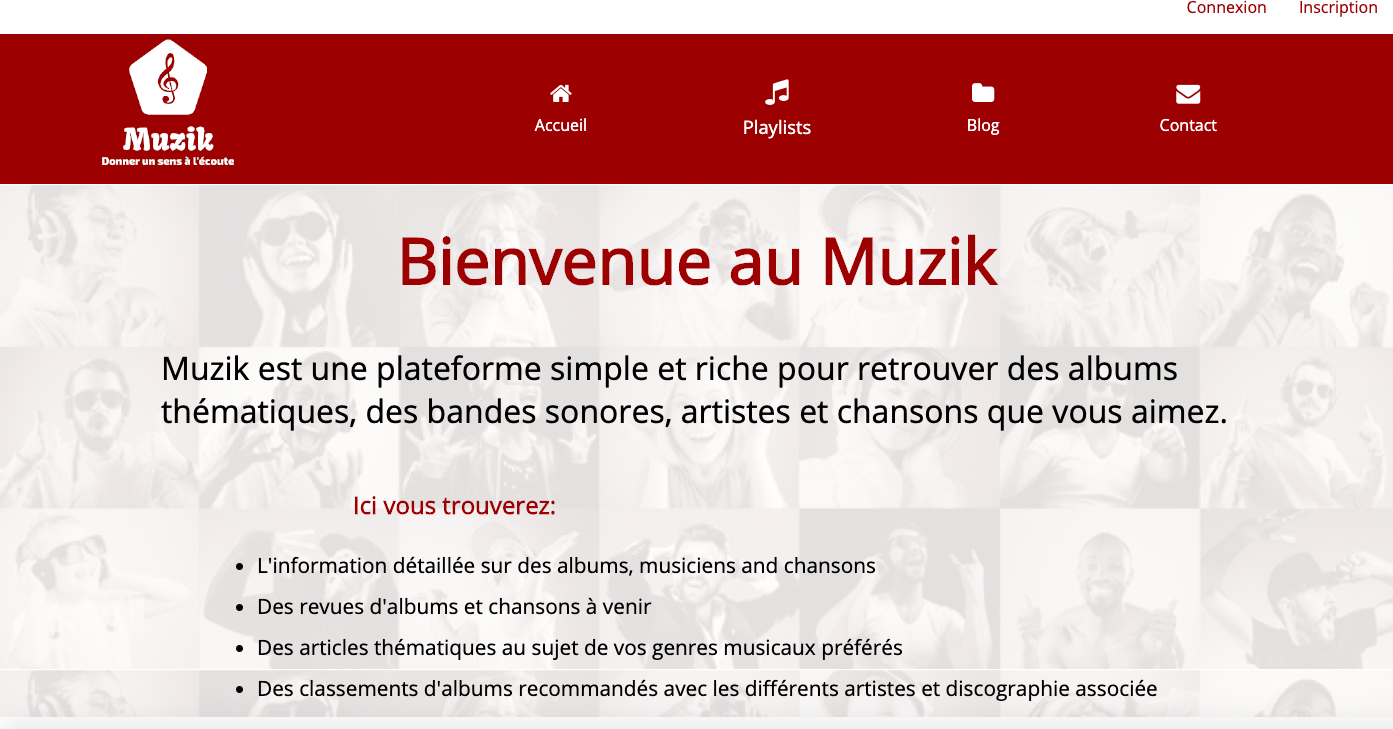 Connexion Inscription
Muzik
Donner un sens à l'écoute
Accueil Playlists Blog Contact
Bienvenue au Muzik
Muzik est une plateforme simple et riche pour retrouver des albums
thématiques, des bandes sonores, artistes et chansons que vous aimez.
Ici vous trouverez:
• L'information détaillée sur des albums, musiciens and chansons
• Des revues d'albums et chansons à venir
• Des articles thématiques au sujet de vos genres musicaux préférés
• Des classements d'albums recommandés avec les différents artistes et discographie associée